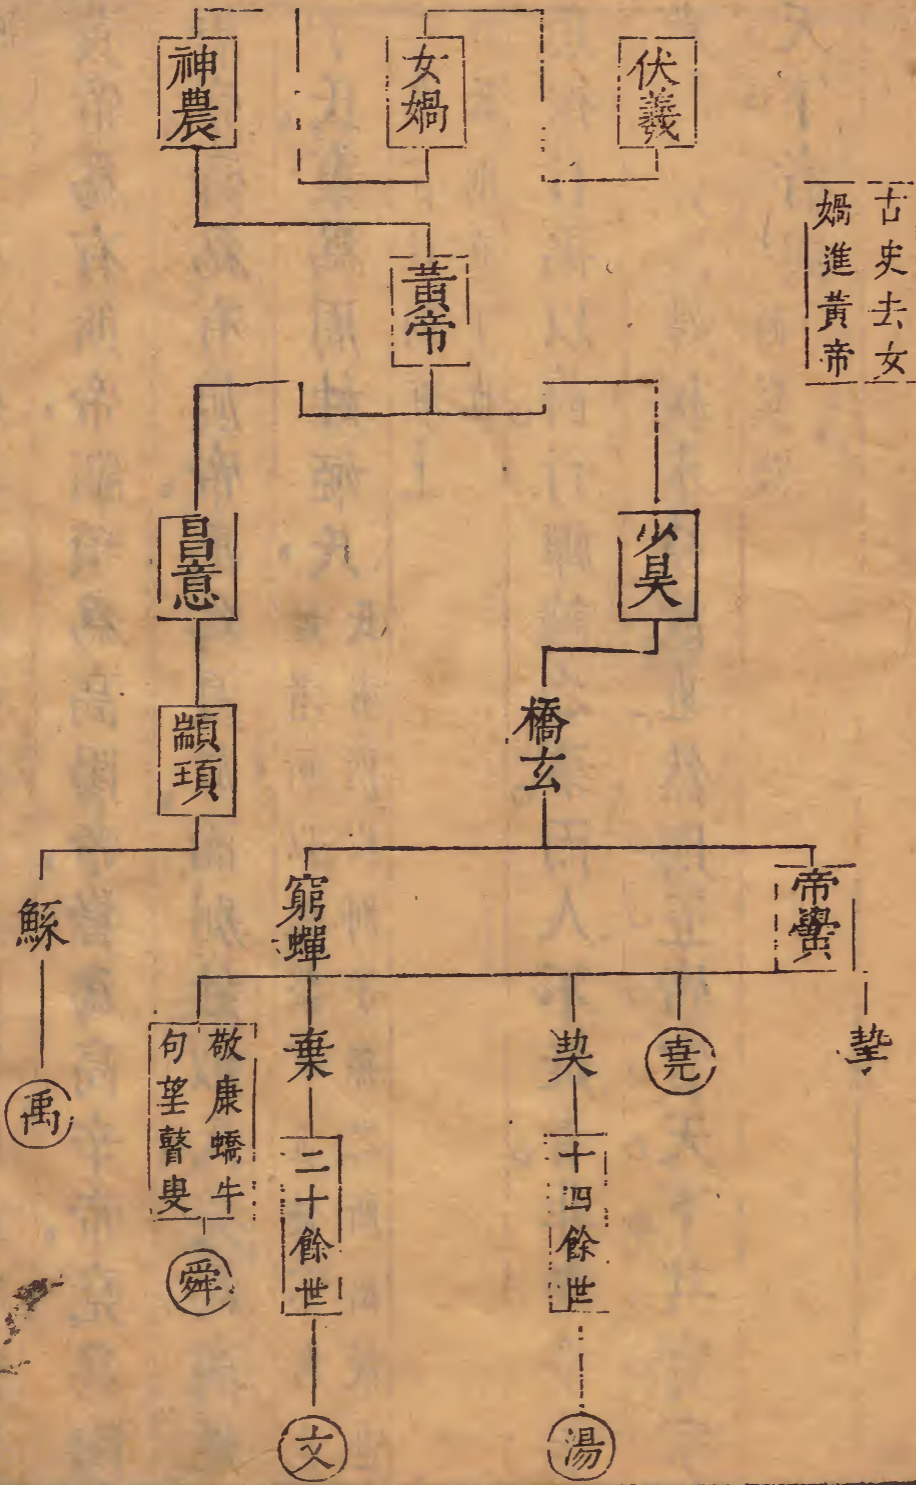 古史去女
媧進黃帝
伏羲
女媧
神農
黃帝
少昊
昌意
橋玄
顓頊
帝嚳
窮蟬
鯀
摯
堯
契
棄
敬康蟜牛
句望瞽叟
禹
十四餘世
二十餘世
舜
湯
文